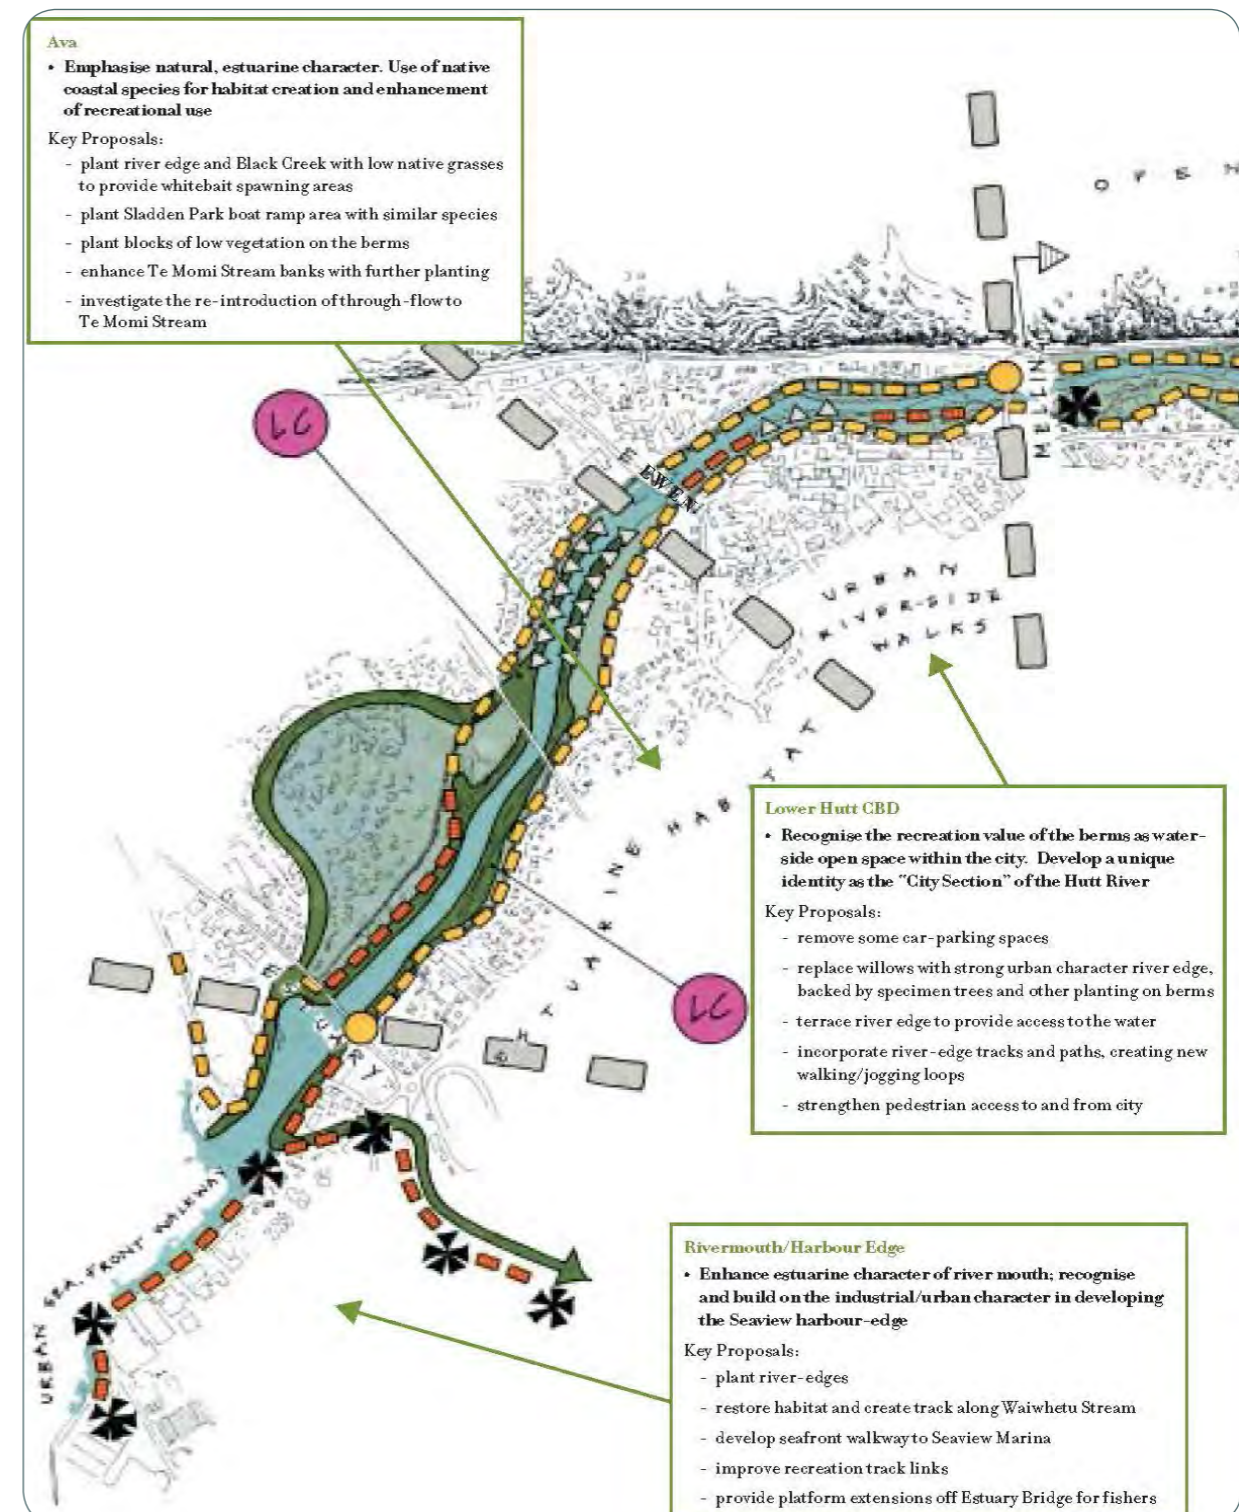 Ava
• Emphasise natural, estuarine character. Use of native
coastal species for habitat creation and enhancement
of recreational use
Key Proposals:
- plant river edge and Black Creek with low native grasses
to provide whitebait spawning areas
- plant Sladden Park boat ramp area with similar species
- plant blocks of low vegetation on the berms
- enhance Te Momi Stream banks with further planting
- investigate the re-introduction of through-flow to
Te Momi Stream
OPEN
MELLING
LC
EWEN
URBAN
RIVER-SIDE
WALKS
ESTUARINE HABITAT
Lower Hutt CBD
• Recognise the recreation value of the berms as water-
side open space within the city. Develop a unique
identity as the "City Section" of the Hutt River
Key Proposals:
- remove some car-parking spaces
- replace willows with strong urban character river edge,
backed by specimen trees and other planting on berms
- terrace river edge to provide access to the water
- incorporate river-edge tracks and paths, creating new
walking/jogging loops
- strengthen pedestrian access to and from city
LC
ESTUARY
URBAN SEA FRONT WALKWAY
Rivermouth/Harbour Edge
• Enhance estuarine character of river mouth; recognise
and build on the industrial/urban character in developing
the Seaview harbour-edge
Key Proposals:
- plant river-edges
- restore habitat and create track along Waiwhetu Stream
- develop seafront walkway to Seaview Marina
- improve recreation track links
- provide platform extensions off Estuary Bridge for fishers